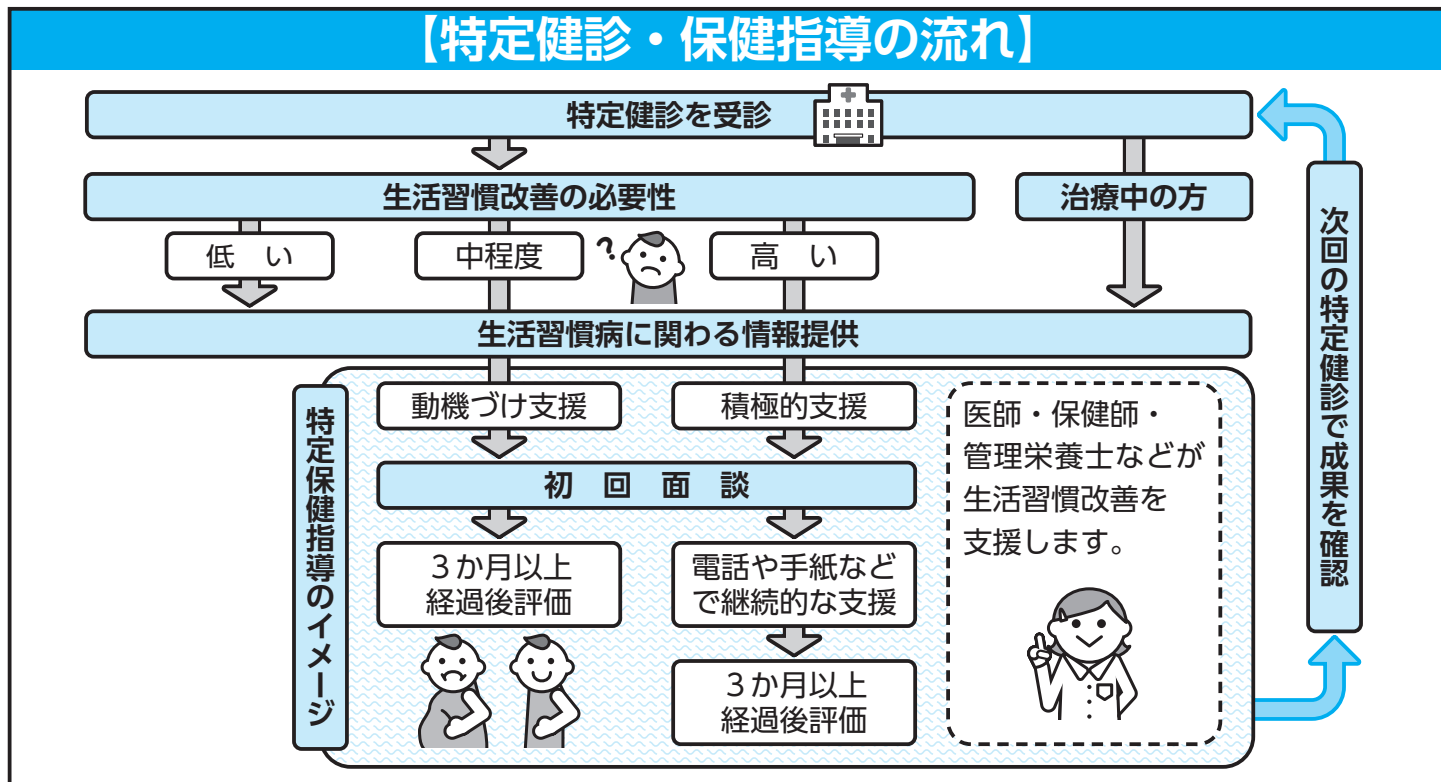 【特定健診・保健指導の流れ】
特定健診を受診
生活習慣改善の必要性
治療中の方
低　い
中程度
?
高　い
生活習慣病に関わる情報提供
特定保健指導のイメージ
動機づけ支援
積極的支援
初　回　面　談
３か月以上
経過後評価
電話や手紙など
で継続的な支援
３か月以上
経過後評価
医師・保健師・
管理栄養士などが
生活習慣改善を
支援します。
次回の特定健診で成果を確認